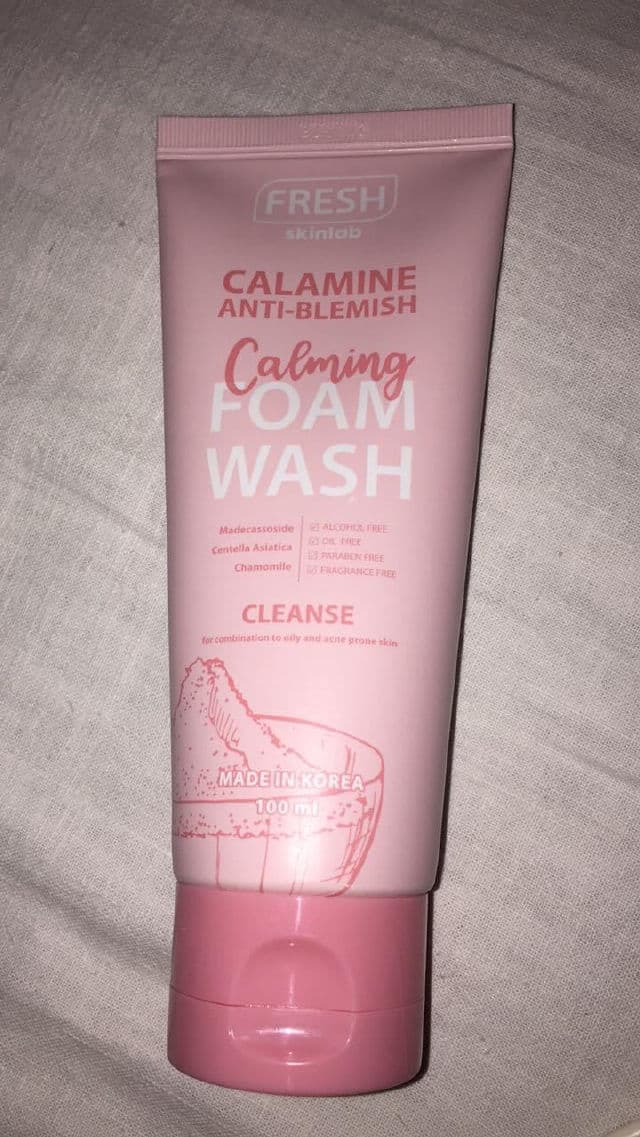 FRESH
skinlab
CALAMINE
ANTI-BLEMISH
Calming
FOAM
WASH
Madecassoside
Centella Asiatica
Chamomile
ALCOHOL FREE
OIL FREE
PARABEN FREE
FRAGRANCE FREE
CLEANSE
for combination to oily and acne prone skin
MADE IN KOREA
100 ml